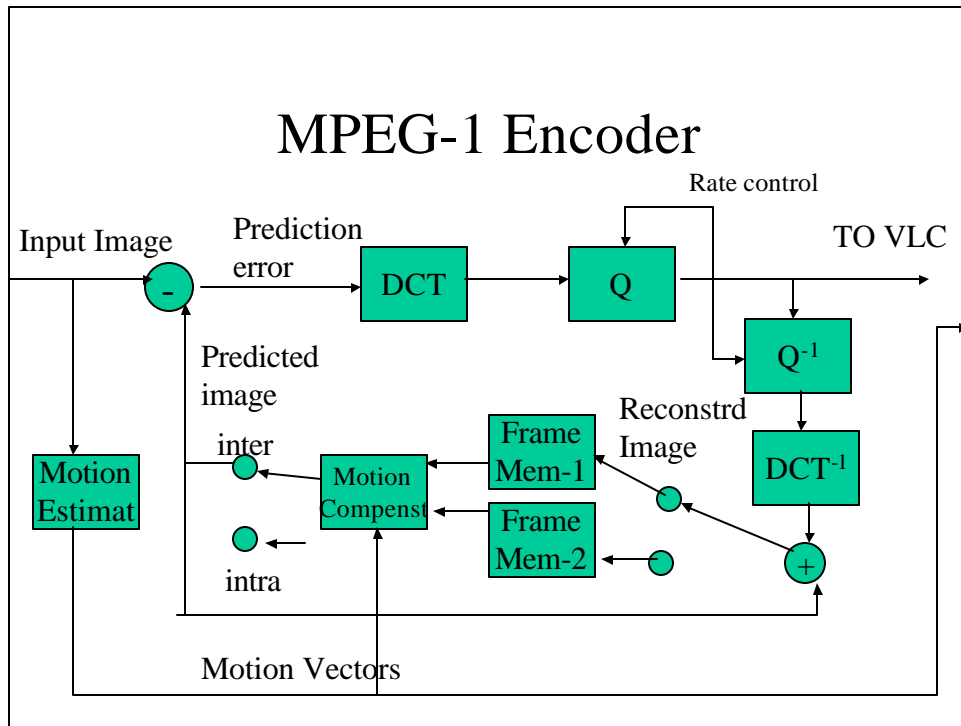 MPEG-1 Encoder
Rate control
Input Image
Prediction
error
TO VLC
-
DCT
Q
Q-1
Predicted
image
Reconstrd
Image
inter
Frame
Mem-1
DCT-1
Motion
Estimat
Motion
Compenst
Frame
Mem-2
+
intra
Motion Vectors